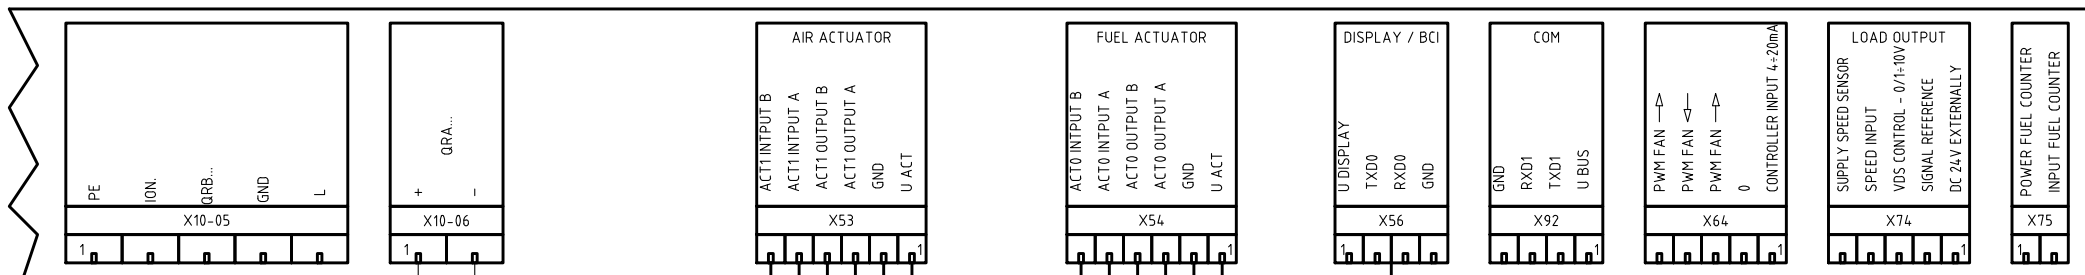 PE
ION.
QRB...
GND
L
X10-05
1
QRA...
+
-
X10-06
1
AIR ACTUATOR
ACT1 INTPUT B
ACT1 INTPUT A
ACT1 OUTPUT B
ACT1 OUTPUT A
GND
U ACT
X53
1
FUEL ACTUATOR
ACT0 INTPUT B
ACT0 INTPUT A
ACT0 OUTPUT B
ACT0 OUTPUT A
GND
U ACT
X54
1
DISPLAY / BCI
U DISPLAY
TXD0
RXD0
GND
X56
1
COM
GND
RXD1
TXD1
U BUS
X92
1
PWM FAN
PWM FAN
PWM FAN
0
CONTROLLER INPUT 4÷20mA
X64
1
LOAD OUTPUT
SUPPLY SPEED SENSOR
SPEED INPUT
VDS CONTROL - 0/1÷10V
SIGNAL REFERENCE
DC 24V EXTERNALLY
X74
1
POWER FUEL COUNTER
INPUT FUEL COUNTER
X75
1